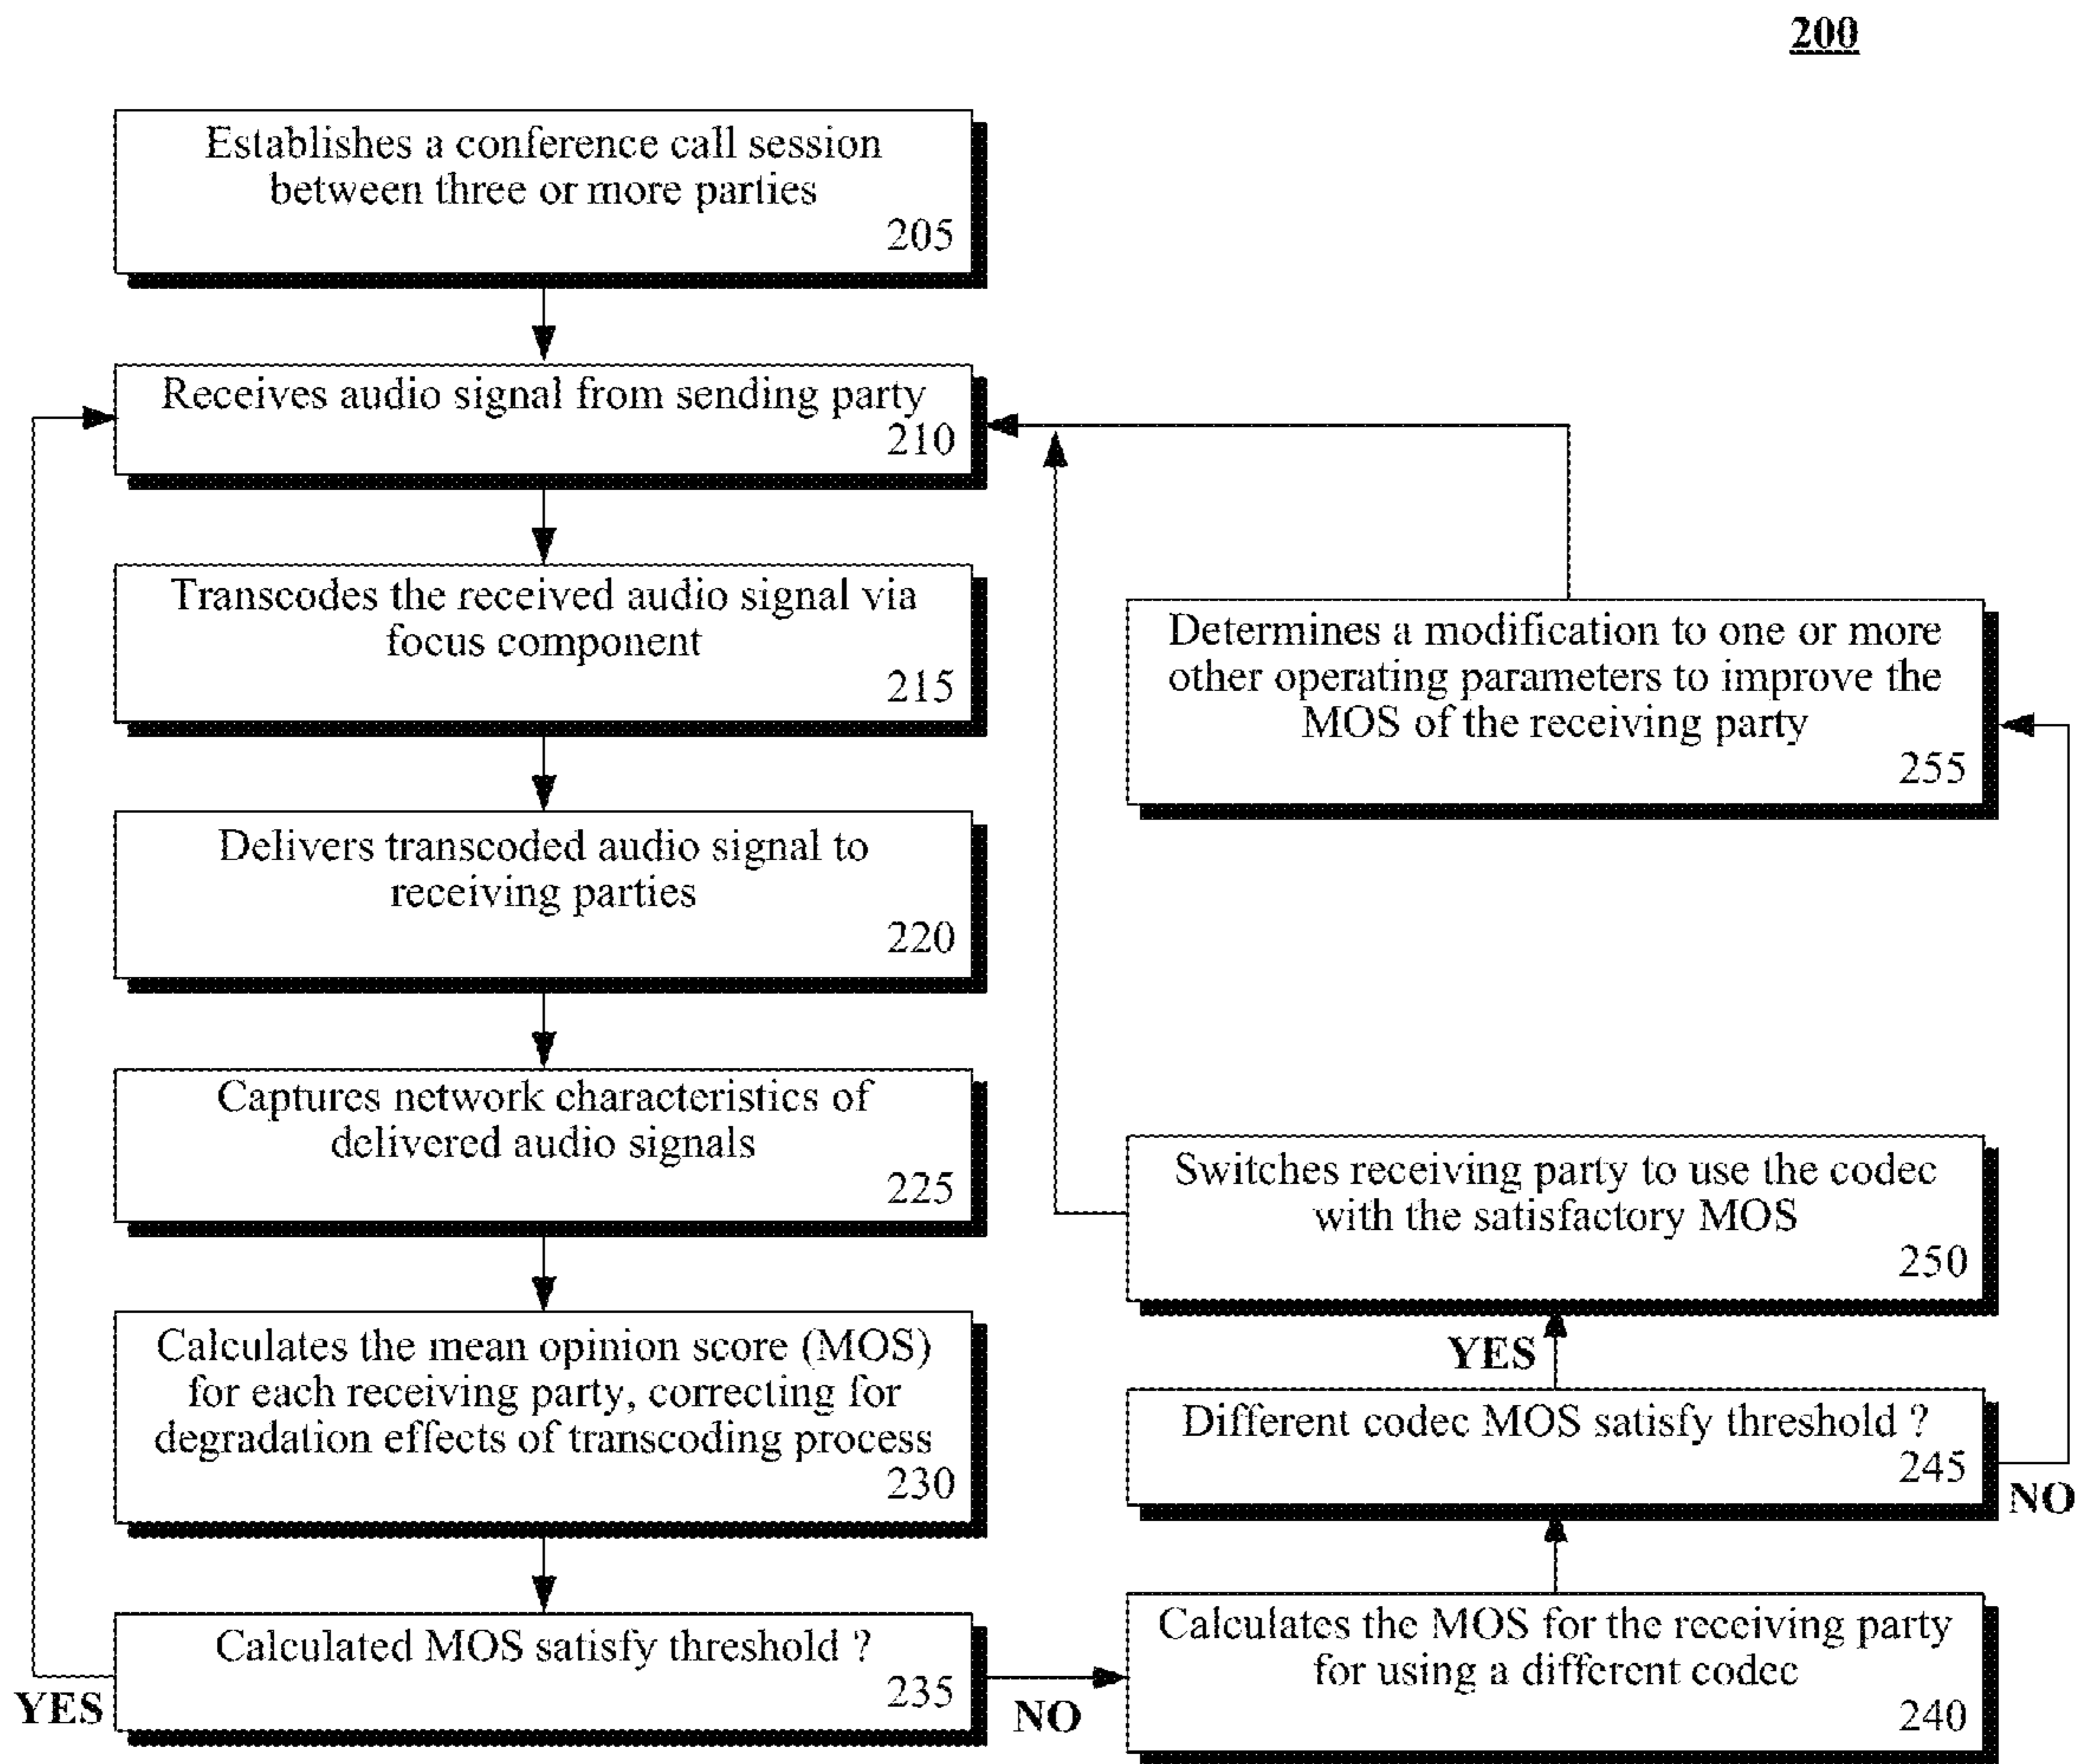 200
Establishes a conference call session
between three or more parties
205
Receives audio signal from sending party
210
Transcodes the received audio signal via
focus component
215
Delivers transcoded audio signal to
receiving parties
220
Captures network characteristics of
delivered audio signals
225
Calculates the mean opinion score (MOS)
for each receiving party, correcting for
degradation effects of transcoding process
230
Calculated MOS satisfy threshold ?
235
YES
NO
Calculates the MOS for the receiving party
for using a different codec
240
Different codec MOS satisfy threshold ?
245
YES
NO
Switches receiving party to use the codec
with the satisfactory MOS
250
Determines a modification to one or more
other operating parameters to improve the
MOS of the receiving party
255